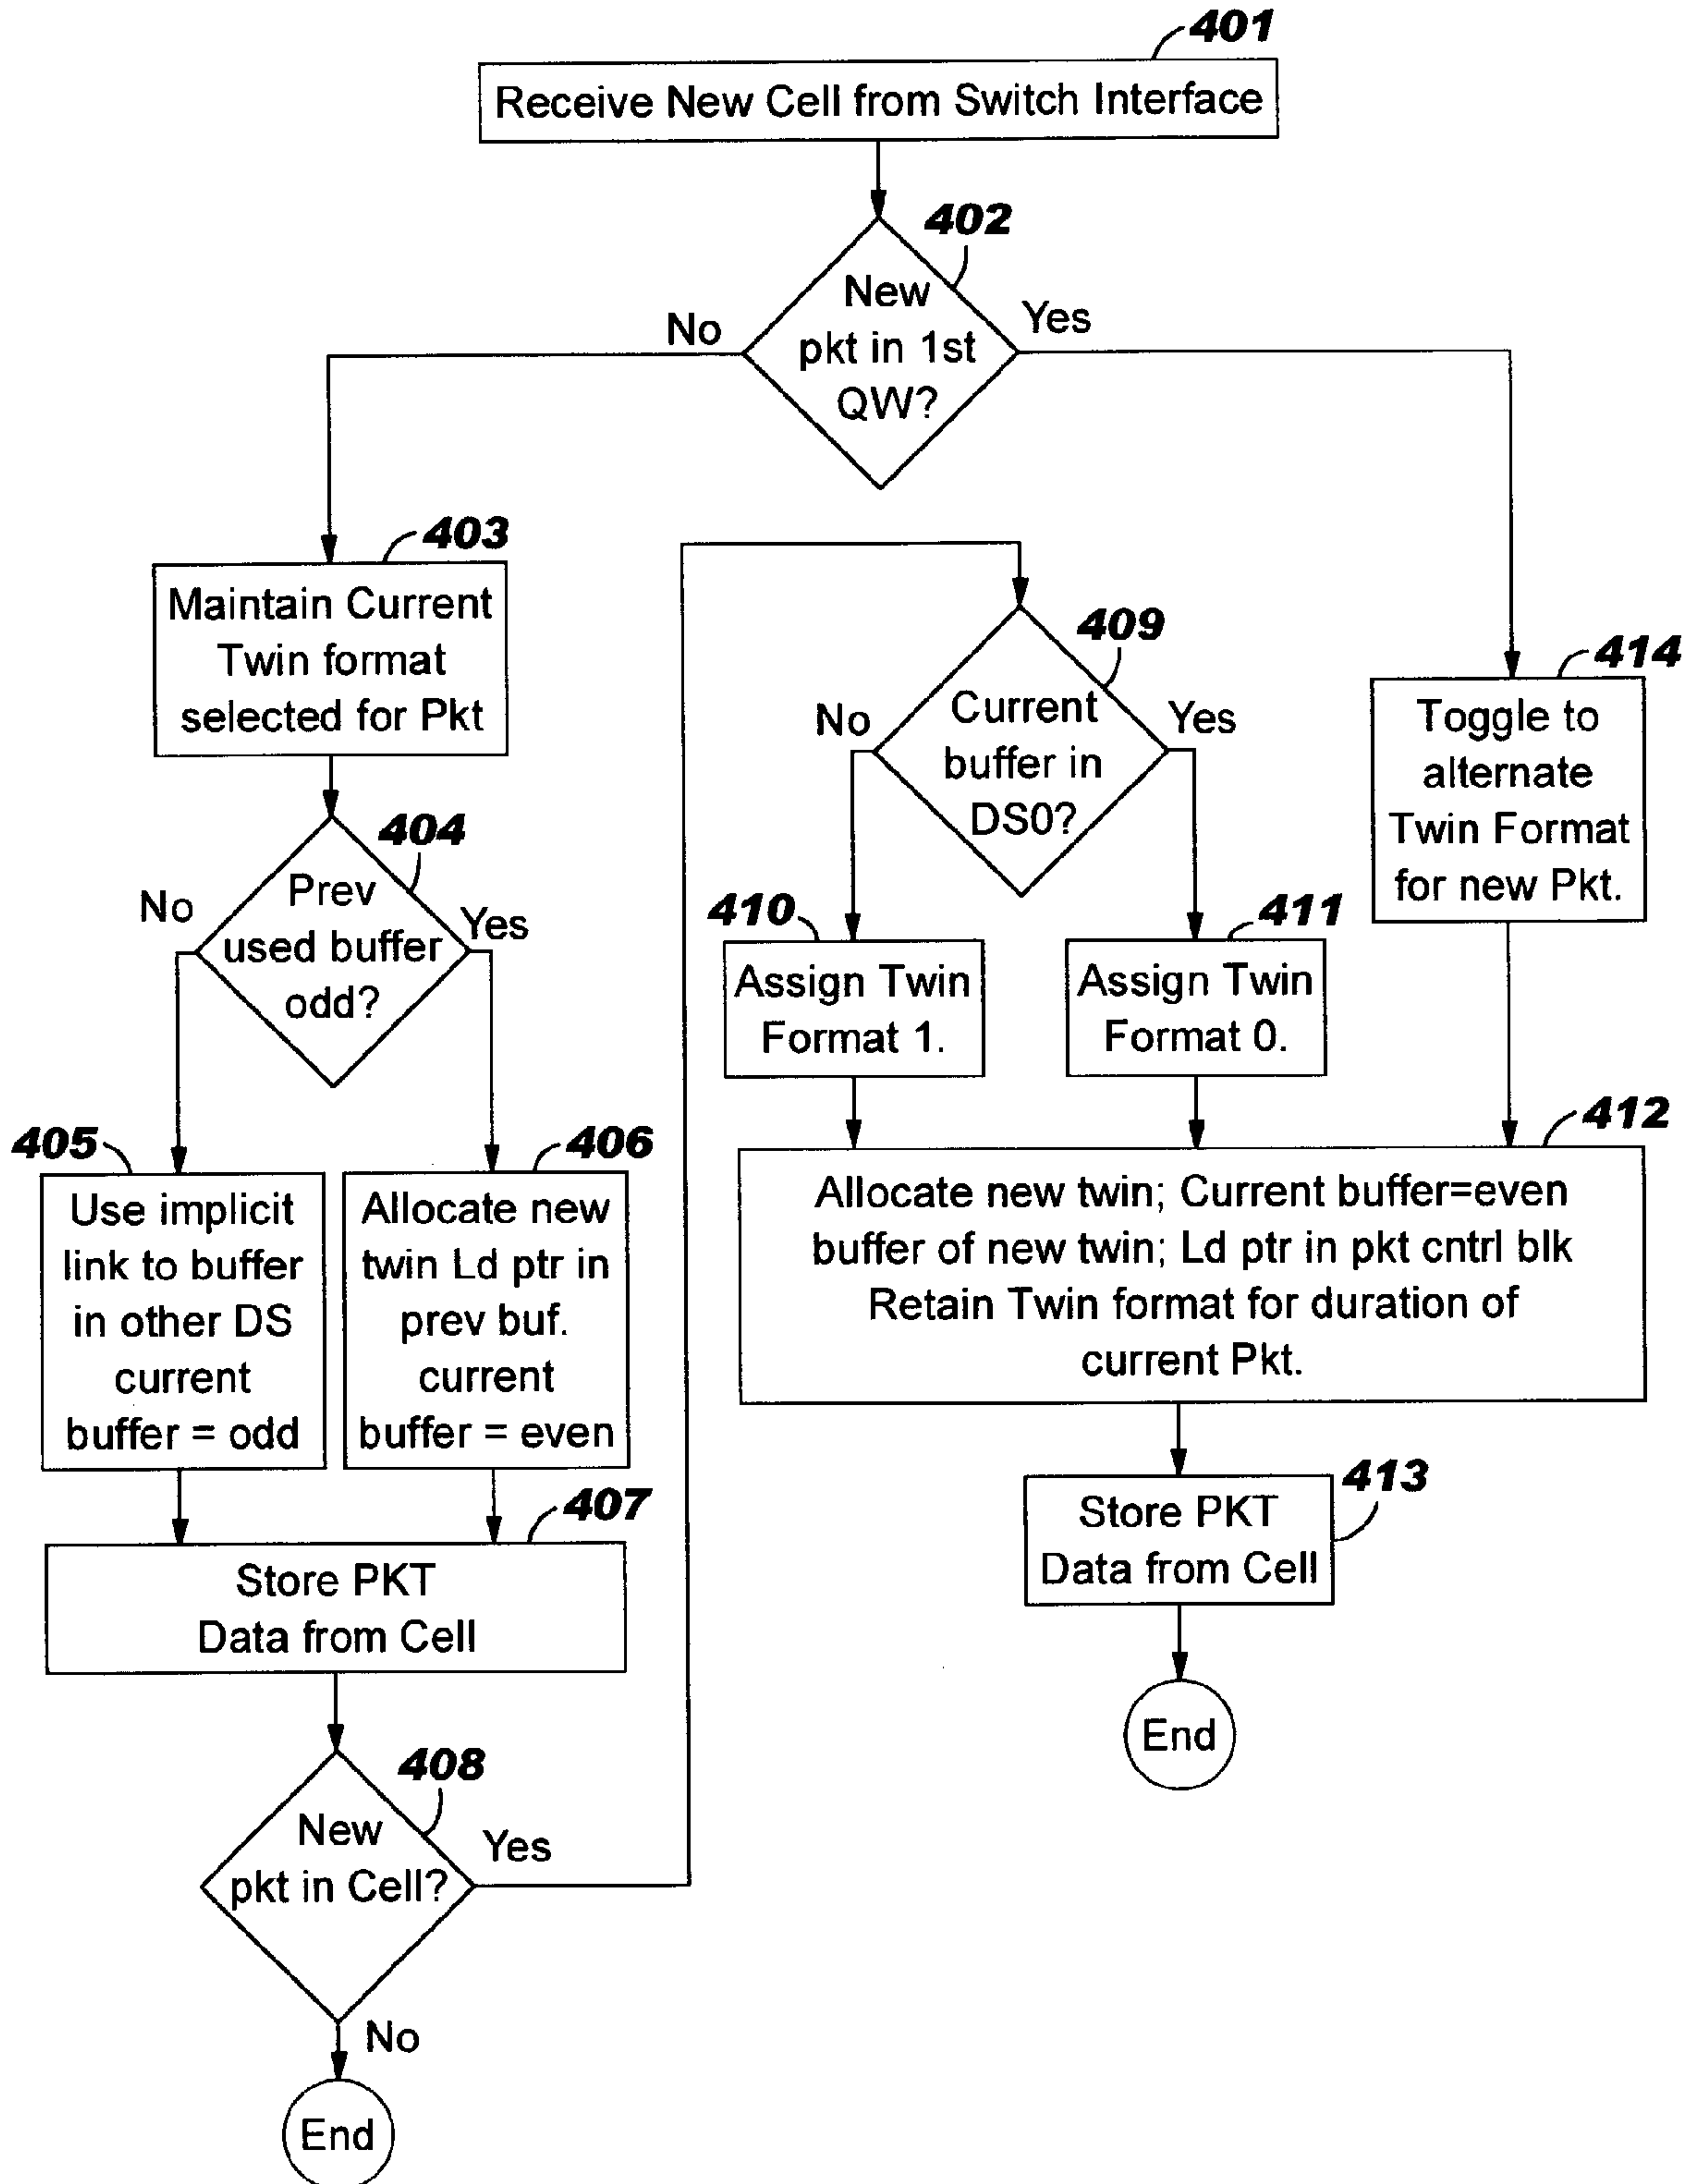 401
Receive New Cell from Switch Interface
402
New
pkt in 1st
QW?
No
Yes
403
Maintain Current
Twin format
selected for Pkt
404
Prev
used buffer
odd?
No
Yes
405
Use implicit
link to buffer
in other DS
current
buffer = odd
406
Allocate new
twin Ld ptr in
prev buf.
current
buffer = even
407
Store PKT
Data from Cell
408
New
pkt in Cell?
Yes
No
End
409
Current
buffer in
DS0?
No
Yes
410
Assign Twin
Format 1.
411
Assign Twin
Format 0.
414
Toggle to
alternate
Twin Format
for new Pkt.
412
Allocate new twin; Current buffer=even
buffer of new twin; Ld ptr in pkt cntrl blk
Retain Twin format for duration of
current Pkt.
413
Store PKT
Data from Cell
End